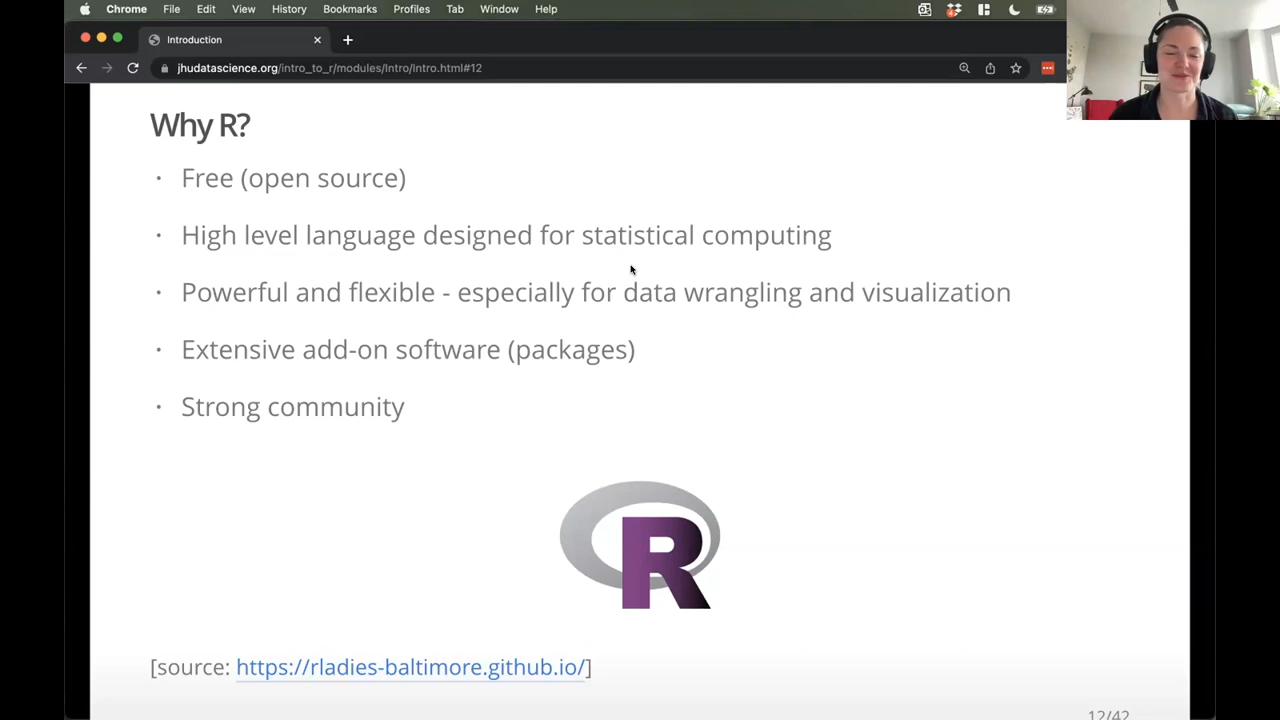 Chrome File Edit View History Bookmarks Profiles Tab Window Help
Introduction
jhudatascience.org/intro_to_r/modules/Intro/Intro.html#12
Why R?
· Free (open source)
· High level language designed for statistical computing
· Powerful and flexible - especially for data wrangling and visualization
· Extensive add-on software (packages)
· Strong community
R
[source: https://rladies-baltimore.github.io/]
12/42